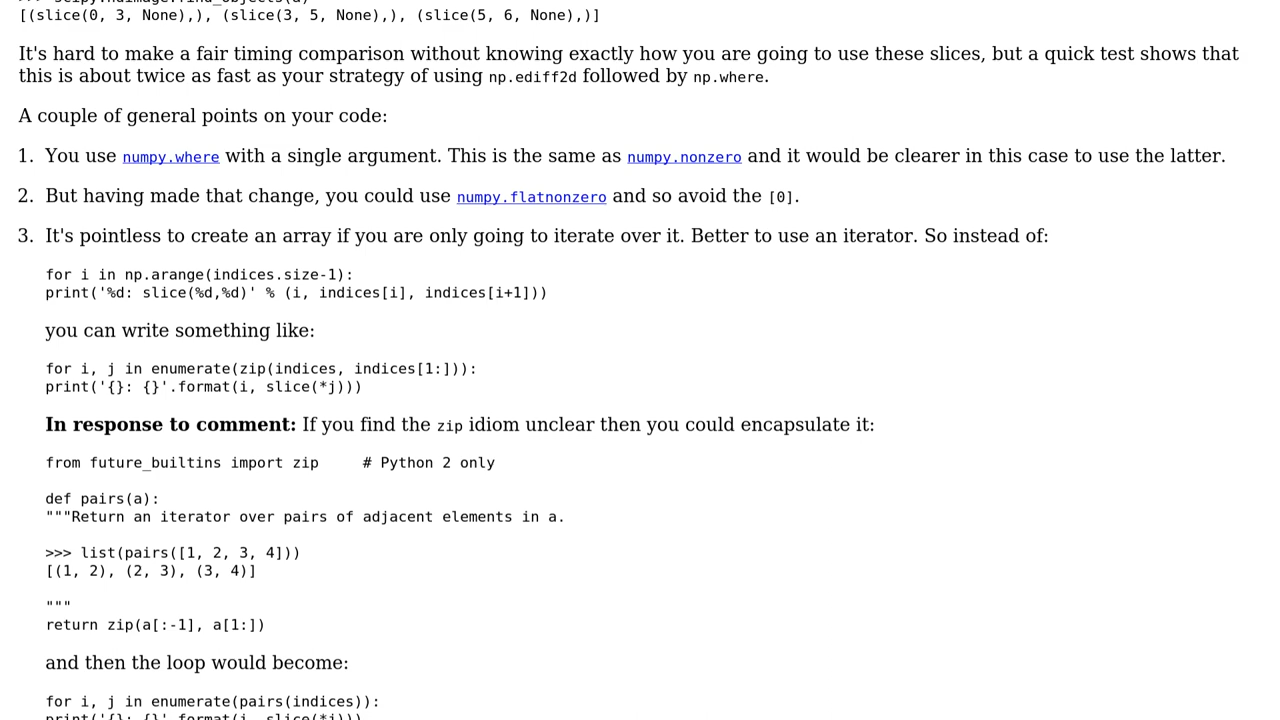 >>> scipy.ndimage.find_objects(a)
[(slice(0, 3, None),), (slice(3, 5, None),), (slice(5, 6, None),)]
It's hard to make a fair timing comparison without knowing exactly how you are going to use these slices, but a quick test shows that
this is about twice as fast as your strategy of using np.ediff2d followed by np.where.
A couple of general points on your code:
1. You use numpy.where with a single argument. This is the same as numpy.nonzero and it would be clearer in this case to use the latter.
2. But having made that change, you could use numpy.flatnonzero and so avoid the [0].
3. It's pointless to create an array if you are only going to iterate over it. Better to use an iterator. So instead of:
for i in np.arange(indices.size-1):
print('%d: slice(%d,%d)' % (i, indices[i], indices[i+1]))
you can write something like:
for i, j in enumerate(zip(indices, indices[1:])):
print('{}: {}'.format(i, slice(*j)))
In response to comment: If you find the zip idiom unclear then you could encapsulate it:
from future_builtins import zip     # Python 2 only
def pairs(a):
"""Return an iterator over pairs of adjacent elements in a.
>>> list(pairs([1, 2, 3, 4]))
[(1, 2), (2, 3), (3, 4)]
"""
return zip(a[:-1], a[1:])
and then the loop would become:
for i, j in enumerate(pairs(indices)):
print('{}: {}'.format(i, slice(*j)))